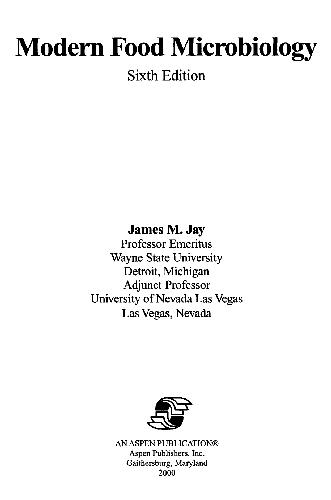 Modern Food Microbiology
Sixth Edition
James M. Jay
Professor Emeritus
Wayne State University
Detroit, Michigan
Adjunct Professor
University of Nevada Las Vegas
Las Vegas, Nevada
AN ASPEN PUBLICATION®
Aspen Publishers, Inc.
Gaithersburg, Maryland
2000